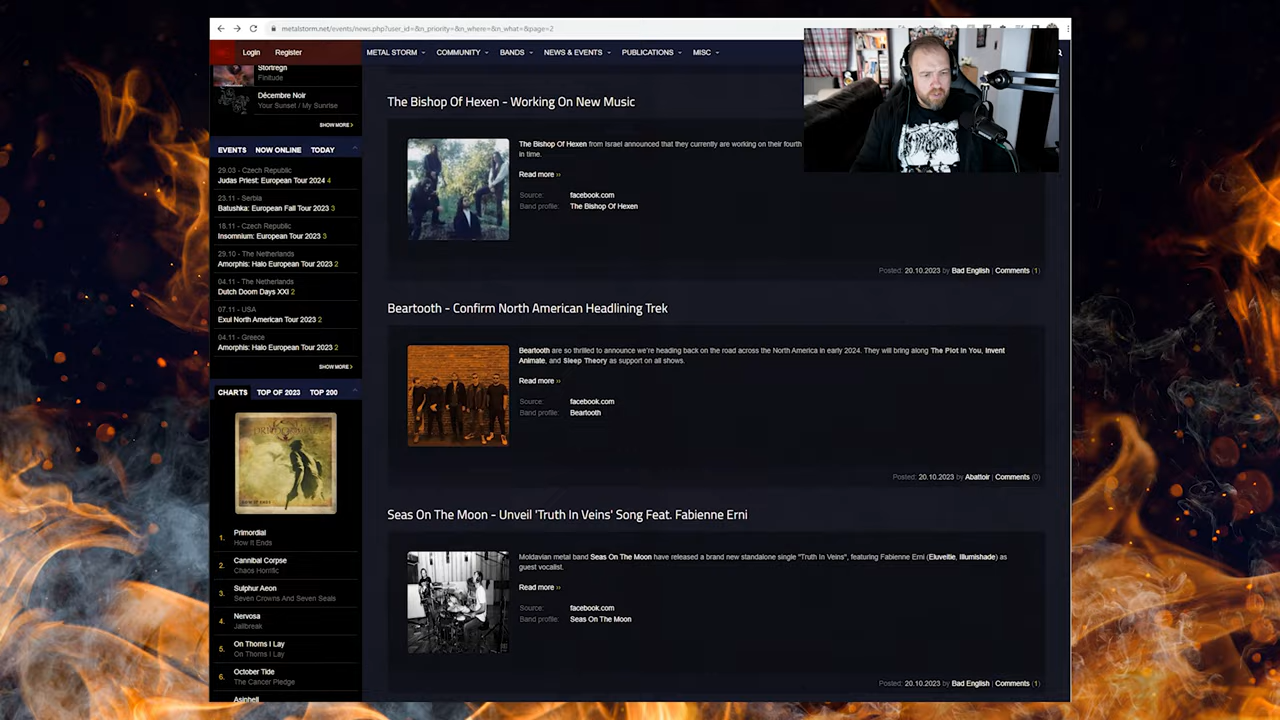 metalstorm.net/events/news.php?user_id=&n_priority=&n_where=&n_what=&page=2
Login Register
METAL STORM COMMUNITY BANDS NEWS & EVENTS PUBLICATIONS MISC
Stortregn
Finitude
Décembre Noir
Your Sunset / My Sunrise
SHOW MORE
EVENTS NOW ONLINE TODAY
29.03 - Czech Republic
Judas Priest: European Tour 2024 4
23.11 - Serbia
Batushka: European Fall Tour 2023 3
18.11 - Czech Republic
Insomnium: European Tour 2023 3
29.10 - The Netherlands
Amorphis: Halo European Tour 2023 2
04.11 - The Netherlands
Dutch Doom Days XXI 2
07.11 - USA
Exul North American Tour 2023 2
04.11 - Greece
Amorphis: Halo European Tour 2023 2
SHOW MORE
CHARTS TOP OF 2023 TOP 200
PRIMORDIAL
HOW IT ENDS
1. Primordial
How It Ends
2. Cannibal Corpse
Chaos Horrific
3. Sulphur Aeon
Seven Crowns And Seven Seals
4. Nervosa
Jailbreak
5. On Thorns I Lay
On Thorns I Lay
6. October Tide
The Cancer Pledge
Asinhell
The Bishop Of Hexen - Working On New Music
The Bishop Of Hexen from Israel announced that they currently are working on their fourth
in time.
Read more ››
Source: facebook.com
Band profile: The Bishop Of Hexen
Posted: 20.10.2023 by Bad English | Comments (1)
Beartooth - Confirm North American Headlining Trek
Beartooth are so thrilled to announce we're heading back on the road across the North America in early 2024. They will bring along The Plot In You, Invent
Animate, and Sleep Theory as support on all shows.
Read more ››
Source: facebook.com
Band profile: Beartooth
Posted: 20.10.2023 by Abattoir | Comments (0)
Seas On The Moon - Unveil 'Truth In Veins' Song Feat. Fabienne Erni
Moldavian metal band Seas On The Moon have released a brand new standalone single "Truth In Veins", featuring Fabienne Erni (Eluveitie, Illumishade) as
guest vocalist.
Read more ››
Source: facebook.com
Band profile: Seas On The Moon
Posted: 20.10.2023 by Bad English | Comments (1)